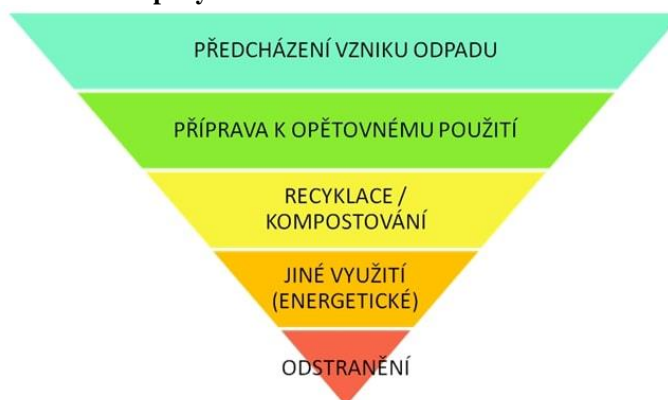 PŘEDCHÁZENÍ VZNIKU ODPADU
PŘÍPRAVA K OPĚTOVNÉMU POUŽITÍ
RECYKLACE /
KOMPOSTOVÁNÍ
JINÉ VYUŽITÍ
(ENERGETICKÉ)
ODSTRANĚNÍ